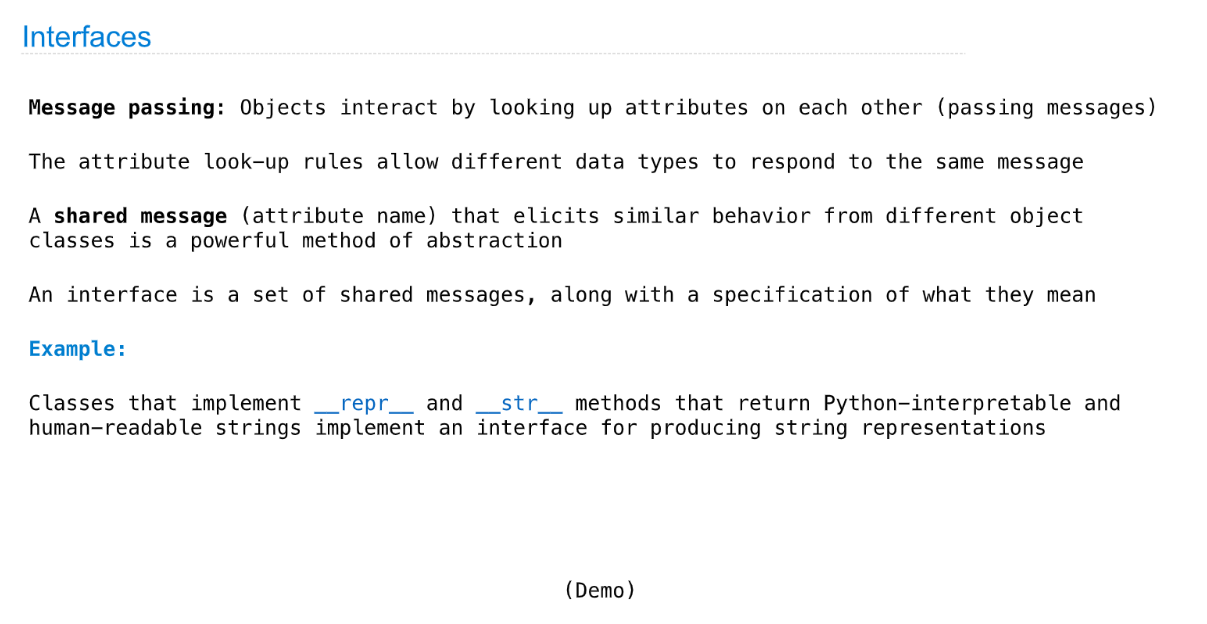 Interfaces
Message passing: Objects interact by looking up attributes on each other (passing messages)
The attribute look-up rules allow different data types to respond to the same message
A shared message (attribute name) that elicits similar behavior from different object
classes is a powerful method of abstraction
An interface is a set of shared messages, along with a specification of what they mean
Example:
Classes that implement __repr__ and __str__ methods that return Python-interpretable and
human-readable strings implement an interface for producing string representations
(Demo)